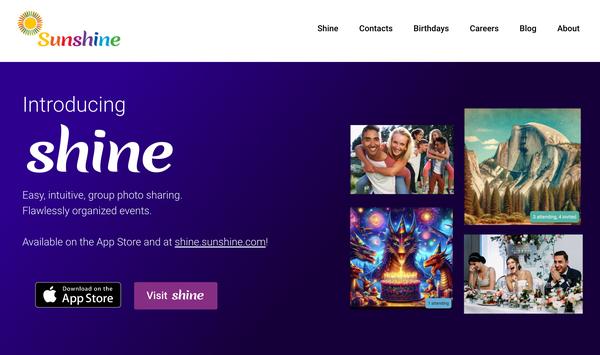 Sunshine
Shine
Contacts
Birthdays
Careers
Blog
About
Introducing
shine
Easy, intuitive, group photo sharing.
Flawlessly organized events.
Available on the App Store and at shine.sunshine.com!
Download on the
App Store
Visit shine
3 attending, 4 invited
1 attending